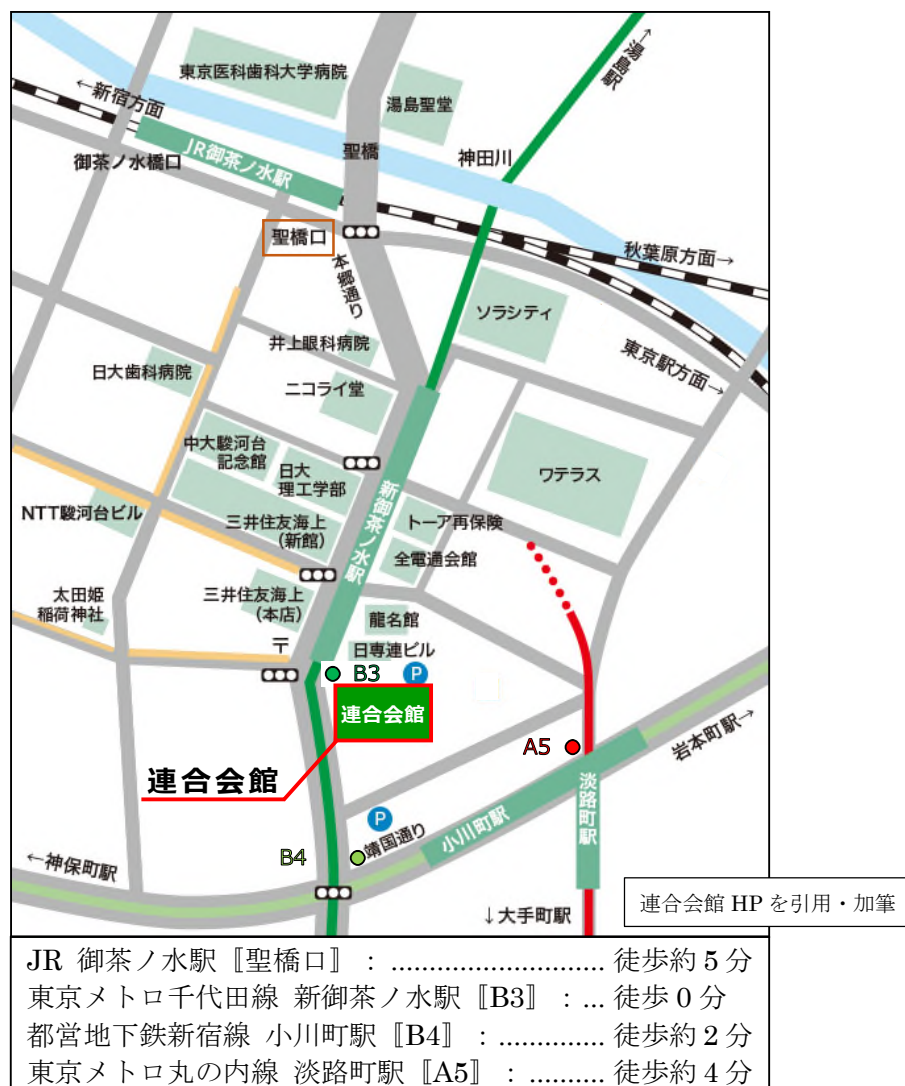 東京医科歯科大学病院
湯島聖堂
→湯島駅
←新宿方面
JR御茶ノ水駅
聖橋
神田川
御茶ノ水橋口
聖橋口
秋葉原方面→
本郷通り
ソラシティ
井上眼科病院
東京駅方面→
日大歯科病院
ニコライ堂
中大駿河台
記念館
日大
理工学部
ワテラス
新御茶ノ水駅
NTT駿河台ビル
三井住友海上
(新館)
トーア再保険
全電通会館
太田姫
稲荷神社
三井住友海上
(本店)
龍名館
〒
日専連ビル
B3
P
連合会館
A5
岩本町駅→
連合会館
淡路町駅
P
靖国通り
小川町駅
B4
←神保町駅
↓大手町駅
連合会館 HP を引用・加筆
JR 御茶ノ水駅『聖橋口』：........................... 徒歩約 5 分
東京メトロ千代田線 新御茶ノ水駅『B3』：... 徒歩 0 分
都営地下鉄新宿線 小川町駅『B4』：.............. 徒歩約 2 分
東京メトロ丸の内線 淡路町駅『A5』：.......... 徒歩約 4 分